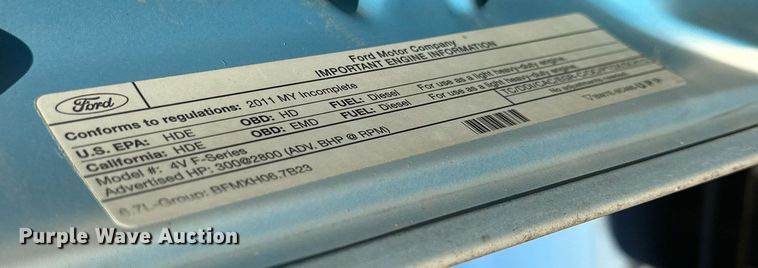 Ford Motor Company
IMPORTANT ENGINE INFORMATION
Ford
Conforms to regulations: 2011 MY Incomplete
U.S. EPA: HDE OBD: HD FUEL: Diesel For use as a light heavy-duty engine.
California: HDE OBD: EMD FUEL: Diesel For use as a light heavy-duty engine.
Model #: 4V F-Series No adjustments needed.
Advertised HP: 300@2800 (ADV. BHP @ RPM)
6.7L-Group: BFMXH06.7B23
Purple Wave Auction